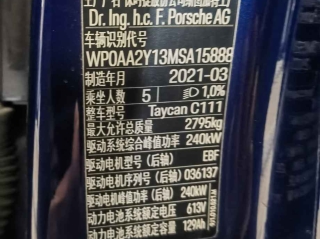 Dr. Ing. h.c. F. Porsche AG
车辆识别代号
WP0AA2Y13MSA15888
制造年月 2021-03
乘坐人数 5 1,0%
整车型号 Taycan C111
最大允许总质量 2795kg
驱动系统综合峰值功率 240kW
驱动电机型号(后轴) EBF
驱动电机序列号(后轴) 036137
驱动电机峰值功率(后轴) 240kW
动力电池系统额定电压 613V
动力电池系统额定容量 129Ah